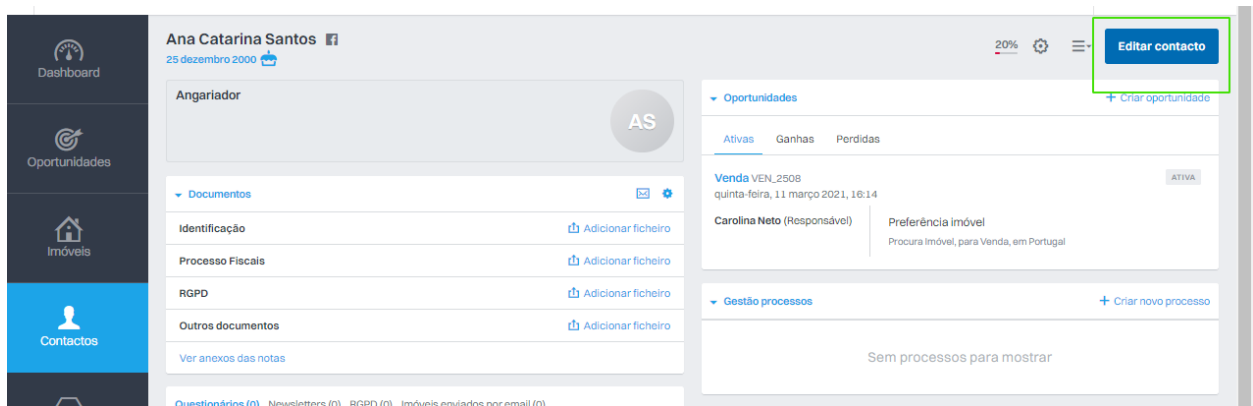 Dashboard
Oportunidades
Imóveis
Contactos
Ana Catarina Santos
25 dezembro 2000
20%
Editar contacto
Angariador
AS
Documentos
Identificação
Adicionar ficheiro
Processo Fiscais
Adicionar ficheiro
RGPD
Adicionar ficheiro
Outros documentos
Adicionar ficheiro
Ver anexos das notas
Questionários (0) Newsletters (0) RGPD (0) Imóveis enviados por email (0)
Oportunidades
+ Criar oportunidade
Ativas Ganhas Perdidas
Venda VEN_2508
ATIVA
quinta-feira, 11 março 2021, 16:14
Carolina Neto (Responsável)
Preferência imóvel
Procura Imóvel, para Venda, em Portugal
Gestão processos
+ Criar novo processo
Sem processos para mostrar